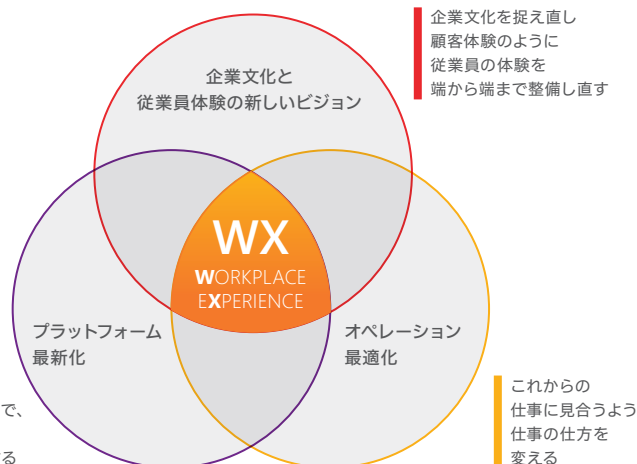 企業文化を捉え直し
顧客体験のように
従業員の体験を
端から端まで整備し直す
企業文化と
従業員体験の新しいビジョン
WX
WORKPLACE
EXPERIENCE
プラットフォーム
最新化
オペレーション
最適化
で、
る
これからの
仕事に見合うよう
仕事の仕方を
変える